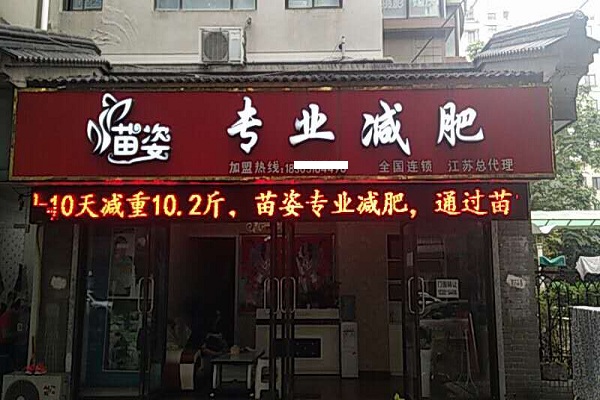 苗姿 专业减肥
加盟热线: 全国连锁 江苏总代理
10天减重10.2斤，苗姿专业减肥，通过苗